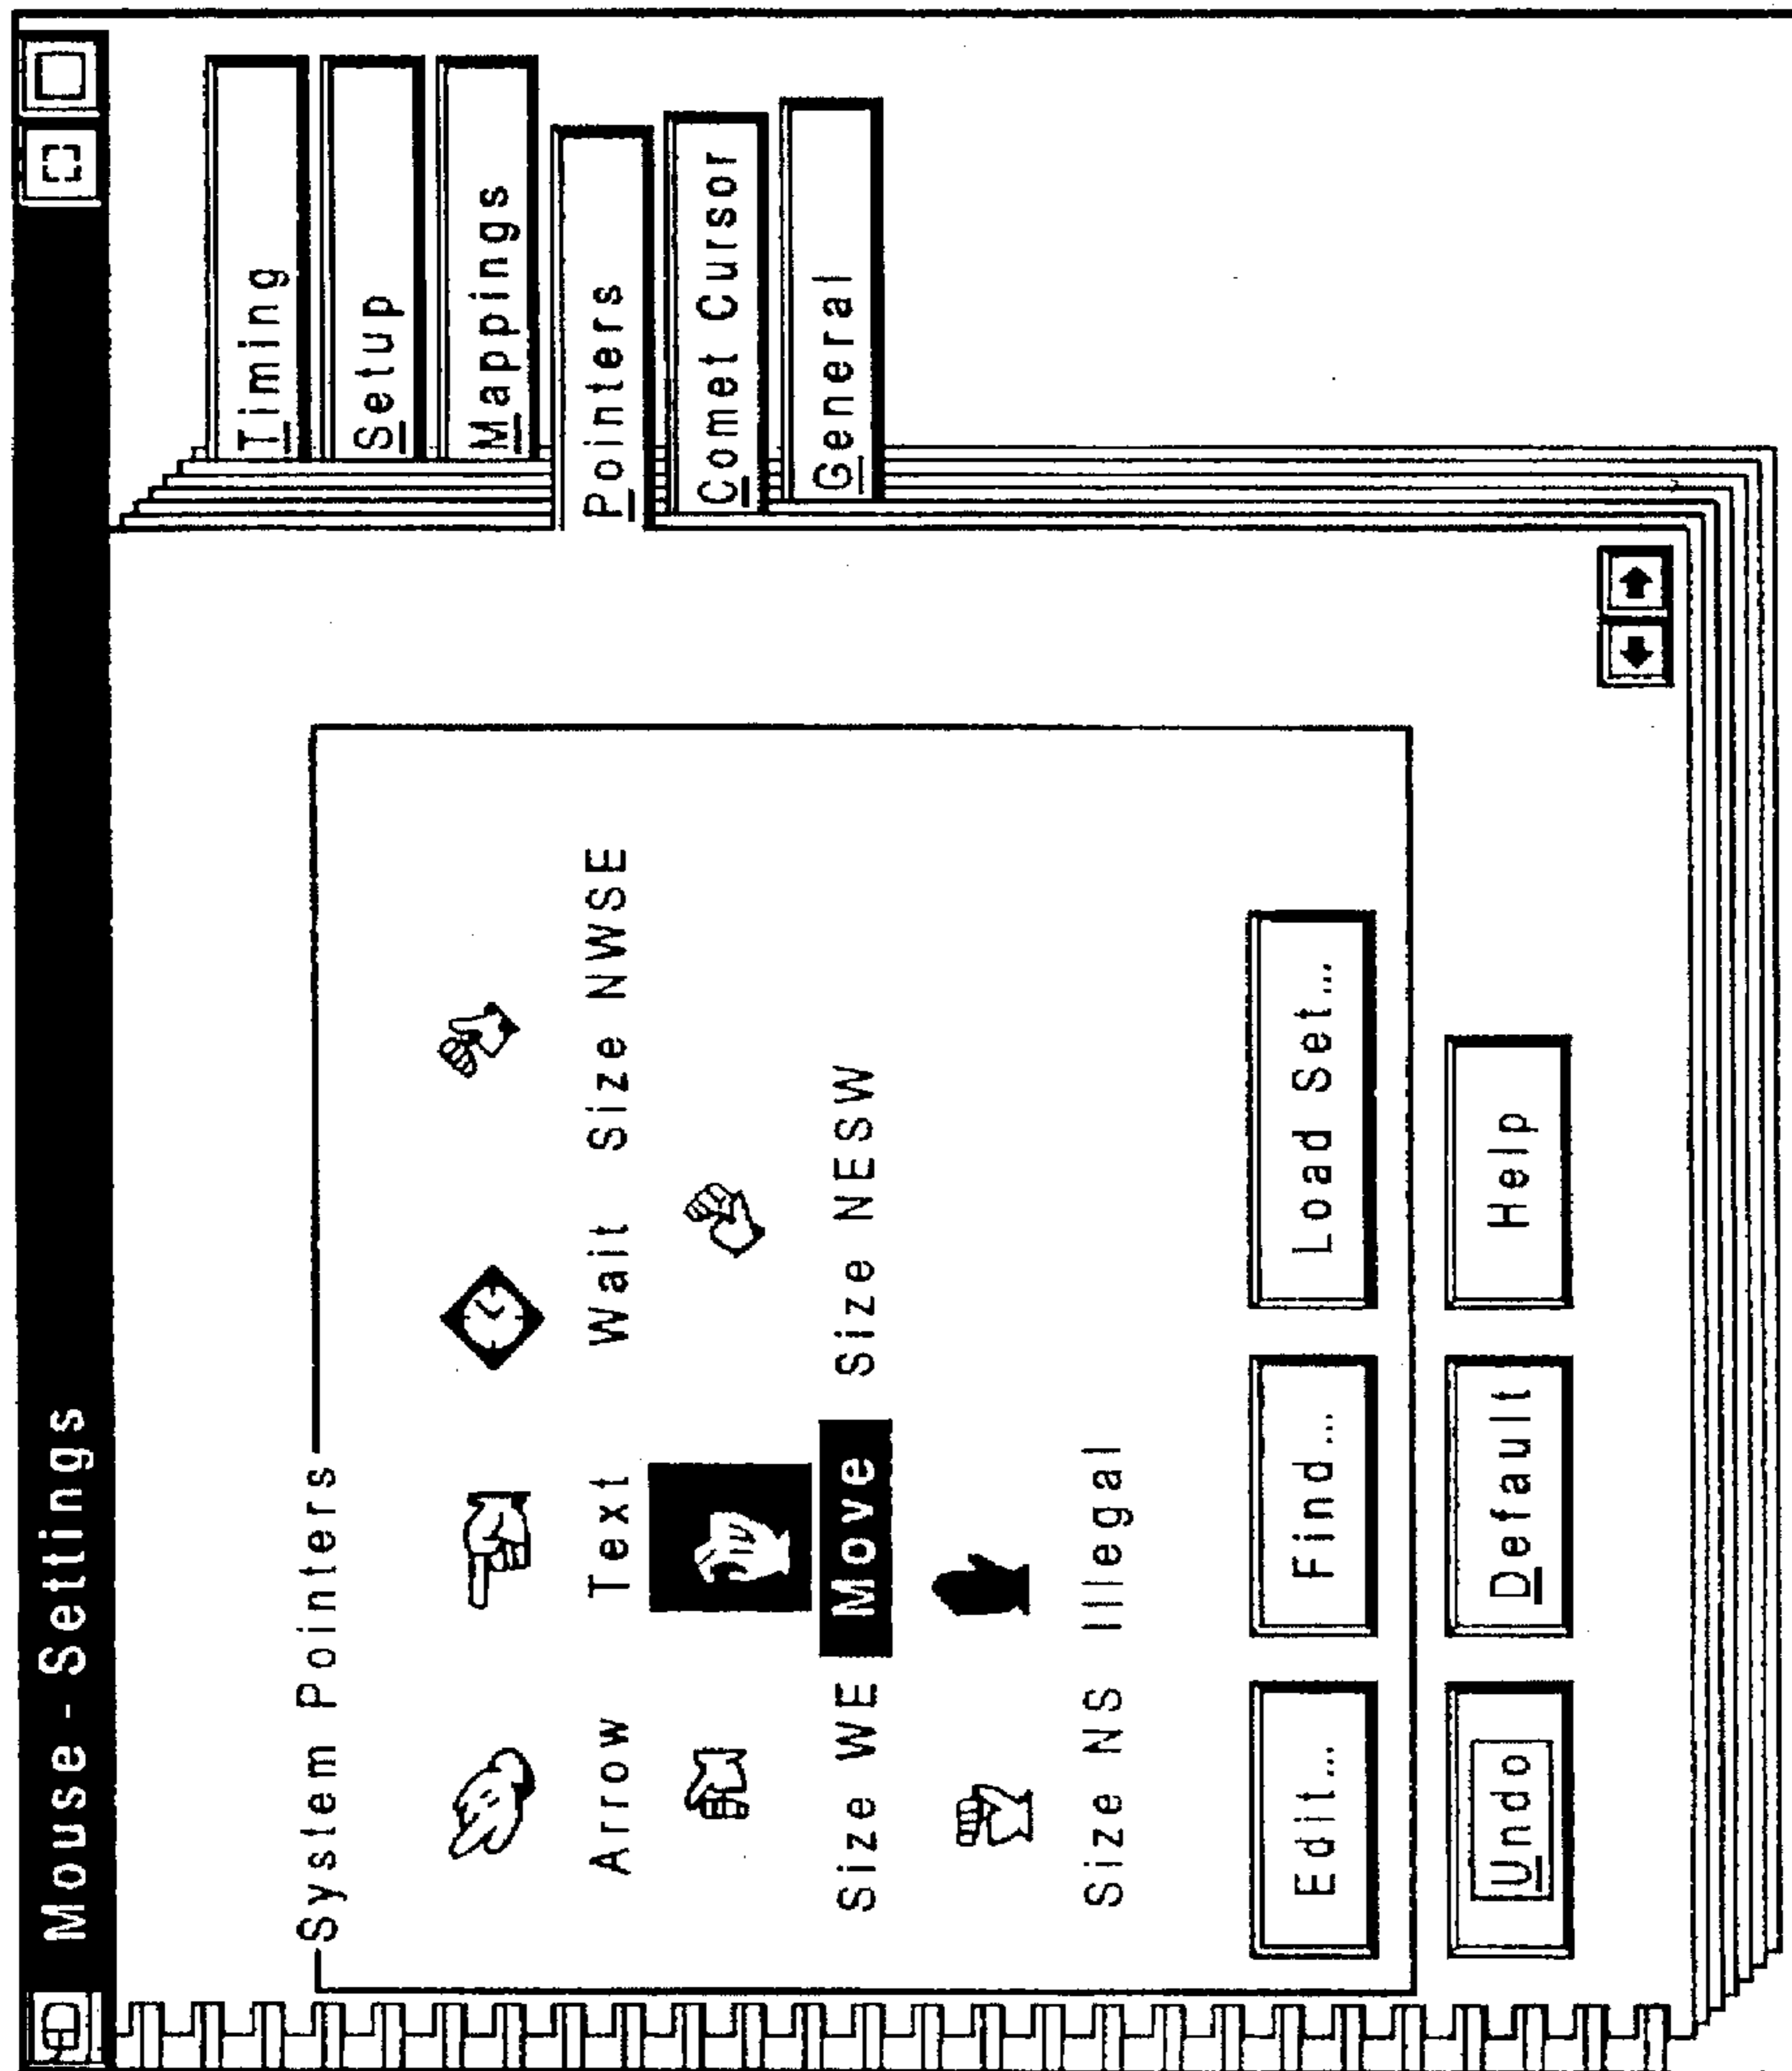 Mouse - Settings
Timing
Setup
Mappings
Pointers
Comet Cursor
General
System Pointers
Arrow Text Wait Size NWSE
Size WE Move Size NESW
Size NS Illegal
Edit... Find... Load Set...
Undo Default Help